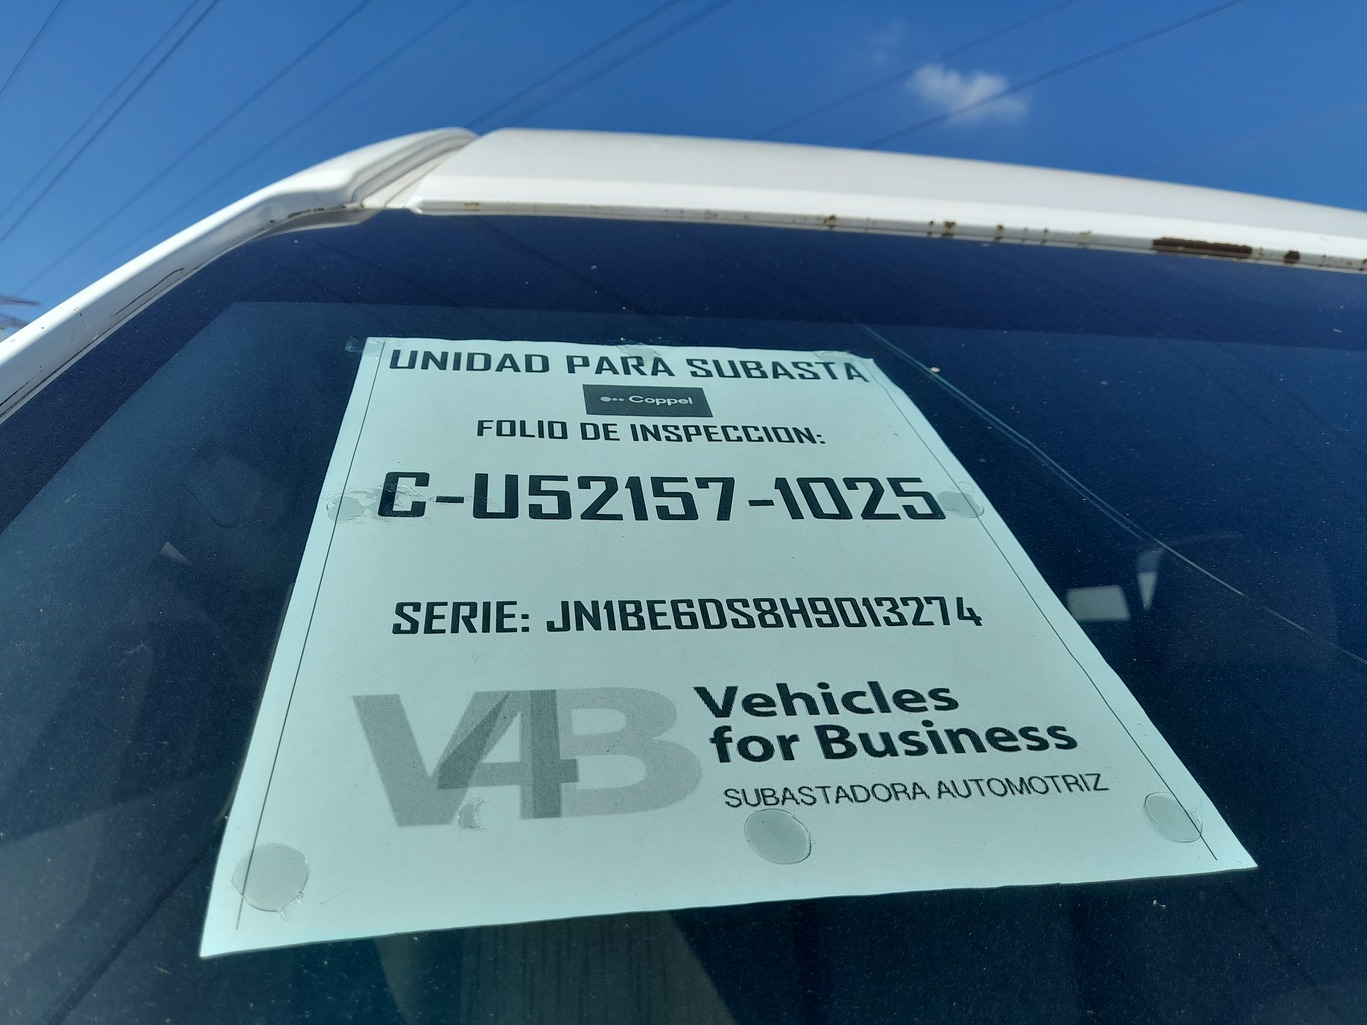 UNIDAD PARA SUBASTA
Coppel
FOLIO DE INSPECCION:
C-U52157-1025
SERIE: JN1BE6DS8H9013274
V4B
Vehicles
for Business
SUBASTADORA AUTOMOTRIZ